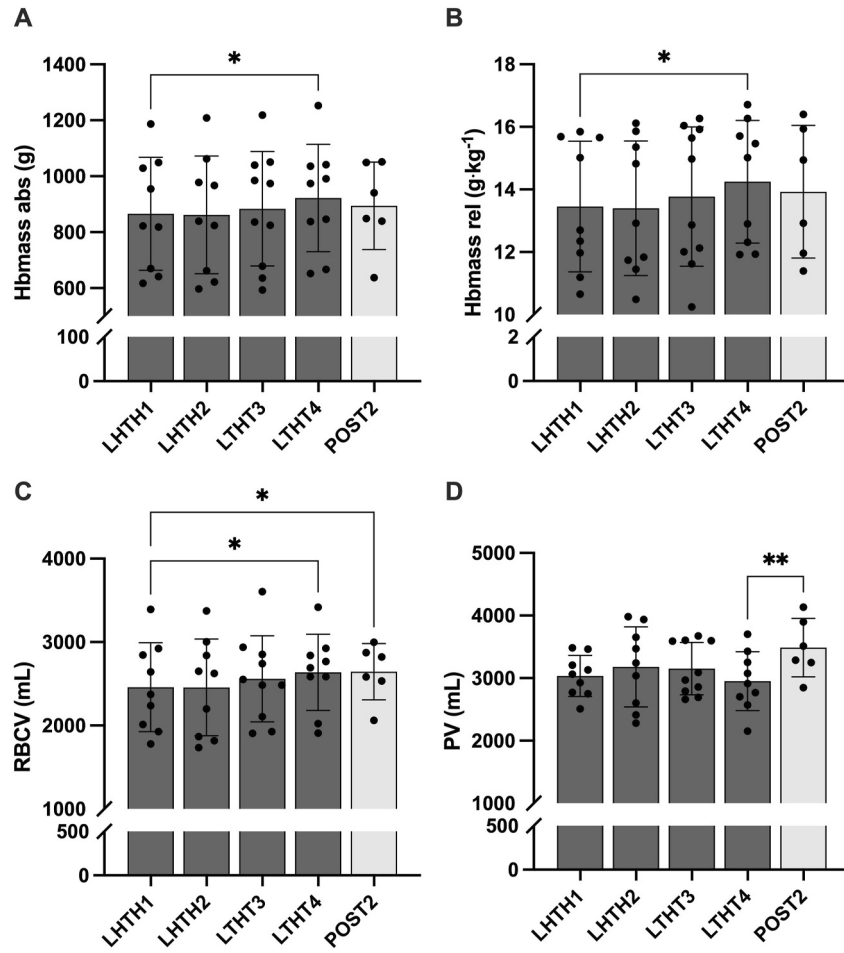 A
Hbmass abs (g)
1400
1200
1000
800
600
100
0
*
LHTH1
LHTH2
LTHT3
LTHT4
POST2
B
Hbmass rel (g·kg-1)
18
16
14
12
10
2
0
*
LHTH1
LHTH2
LTHT3
LTHT4
POST2
C
RBCV (mL)
4000
3000
2000
1000
500
0
*
*
LHTH1
LHTH2
LTHT3
LTHT4
POST2
D
PV (mL)
5000
4000
3000
2000
1000
500
0
**
LHTH1
LHTH2
LTHT3
LTHT4
POST2